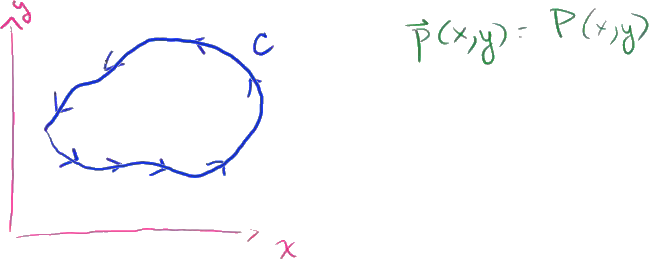 y
C
x
p⃗(x,y) = P(x,y)